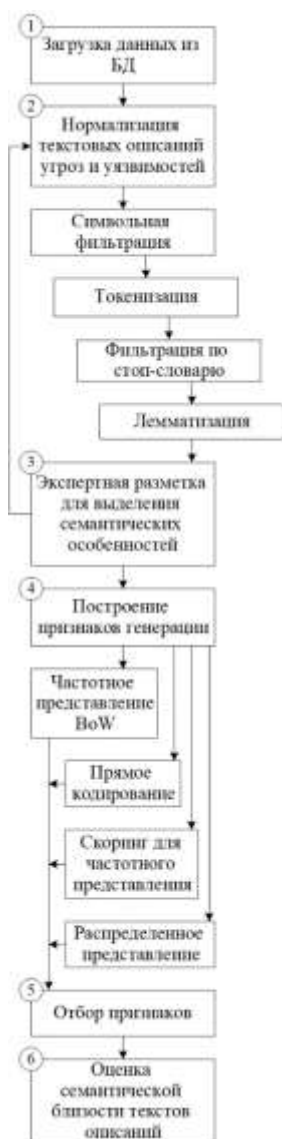 1
Загрузка данных из
БД
2
Нормализация
текстовых описаний
угроз и уязвимостей
Символьная
фильтрация
Токенизация
Фильтрация по
стоп-словарю
Лемматизация
3
Экспертная разметка
для выделения
семантических
особенностей
4
Построение
признаков генерации
Частотное
представление
BoW
Прямое
кодирование
Скоринг для
частотного
представления
Распределенное
представление
5
Отбор признаков
6
Оценка
семантической
близости текстов
описаний